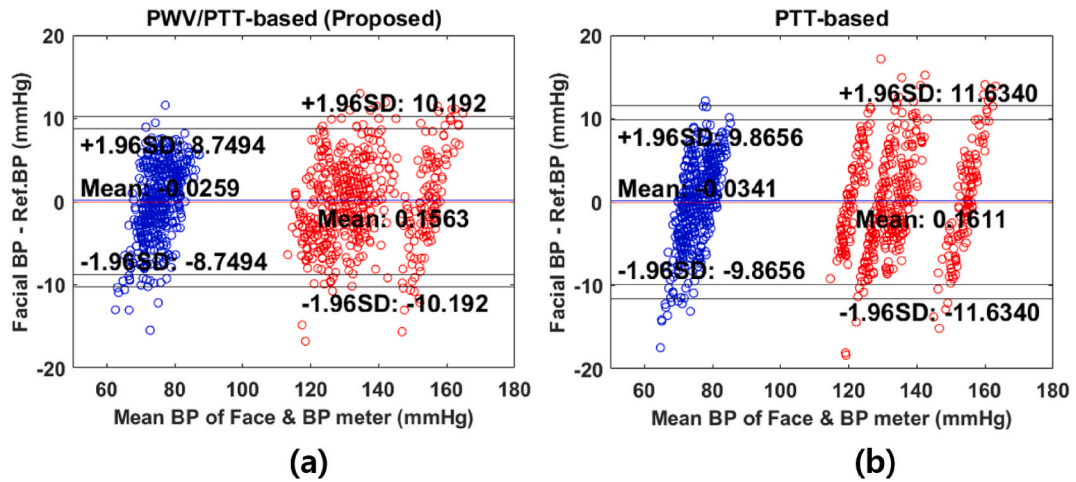 PWV/PTT-based (Proposed)
20
10
0
-10
-20
Facial BP - Ref.BP (mmHg)
+1.96SD: 10.192
+1.96SD: 8.7494
Mean: -0.0259
Mean: 0.1563
-1.96SD: -8.7494
-1.96SD: -10.192
60 80 100 120 140 160 180
Mean BP of Face & BP meter (mmHg)
(a)
PTT-based
20
10
0
-10
-20
Facial BP - Ref.BP (mmHg)
+1.96SD: 11.6340
+1.96SD: 9.8656
Mean: -0.0341
Mean: 0.1611
-1.96SD: -9.8656
-1.96SD: -11.6340
60 80 100 120 140 160 180
Mean BP of Face & BP meter (mmHg)
(b)